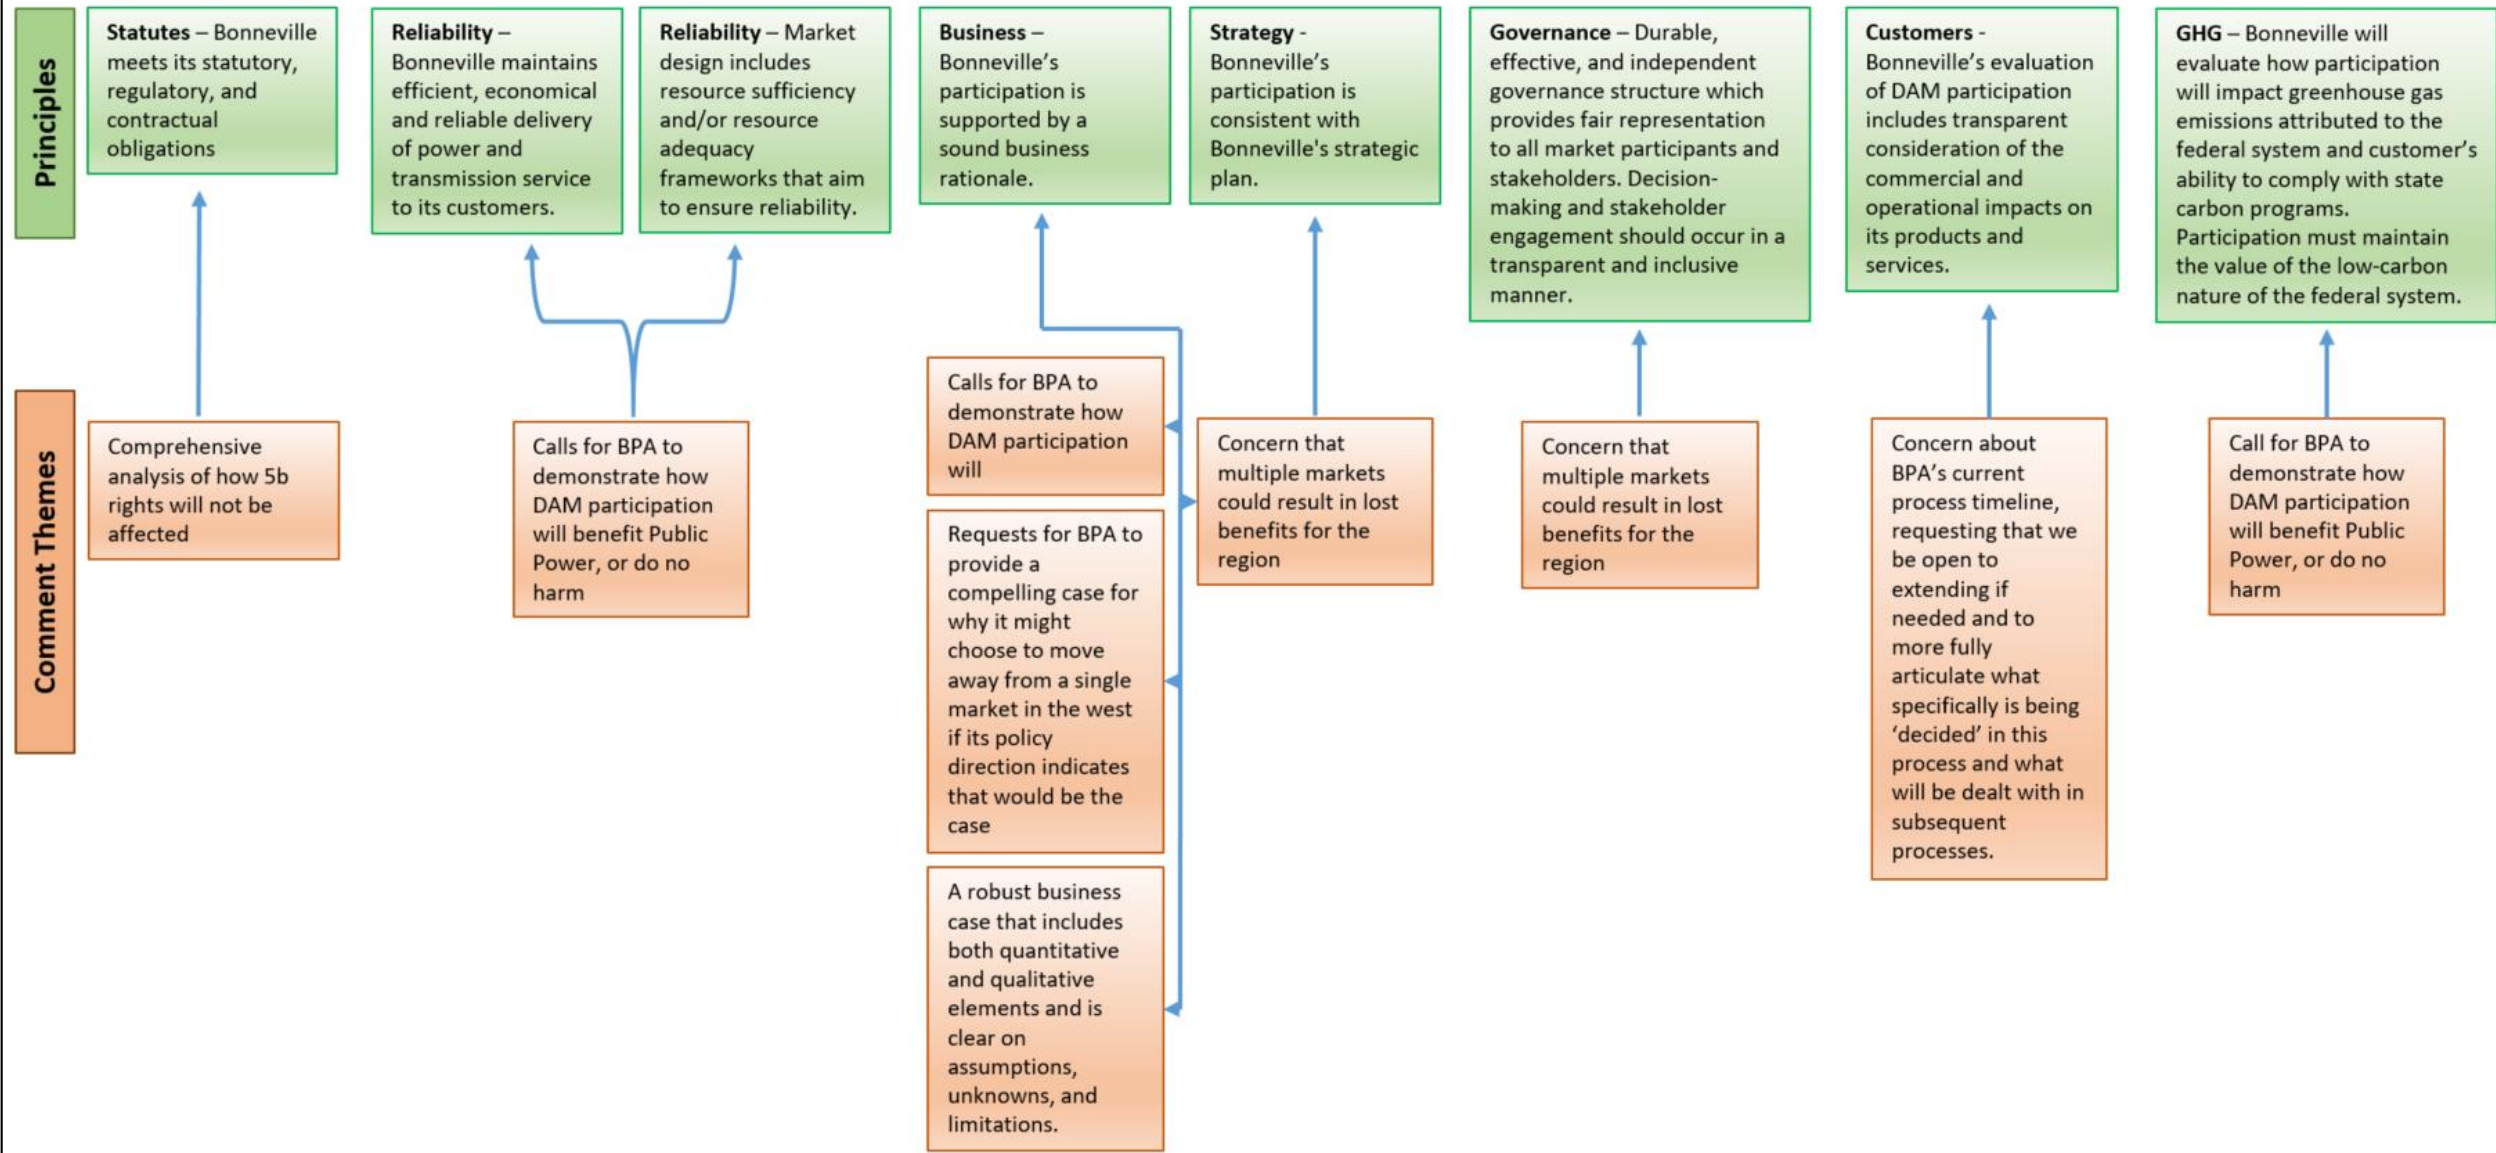 Principles
Statutes – Bonneville
meets its statutory,
regulatory, and
contractual
obligations
Reliability –
Bonneville maintains
efficient, economical
and reliable delivery
of power and
transmission service
to its customers.
Reliability – Market
design includes
resource sufficiency
and/or resource
adequacy
frameworks that aim
to ensure reliability.
Business –
Bonneville’s
participation is
supported by a
sound business
rationale.
Strategy -
Bonneville’s
participation is
consistent with
Bonneville's strategic
plan.
Governance – Durable,
effective, and independent
governance structure which
provides fair representation
to all market participants and
stakeholders. Decision-
making and stakeholder
engagement should occur in a
transparent and inclusive
manner.
Customers -
Bonneville’s evaluation
of DAM participation
includes transparent
consideration of the
commercial and
operational impacts on
its products and
services.
GHG – Bonneville will
evaluate how participation
will impact greenhouse gas
emissions attributed to the
federal system and customer’s
ability to comply with state
carbon programs.
Participation must maintain
the value of the low-carbon
nature of the federal system.
Comment Themes
Comprehensive
analysis of how 5b
rights will not be
affected
Calls for BPA to
demonstrate how
DAM participation
will benefit Public
Power, or do no
harm
Calls for BPA to
demonstrate how
DAM participation
will
Requests for BPA to
provide a
compelling case for
why it might
choose to move
away from a single
market in the west
if its policy
direction indicates
that would be the
case
A robust business
case that includes
both quantitative
and qualitative
elements and is
clear on
assumptions,
unknowns, and
limitations.
Concern that
multiple markets
could result in lost
benefits for the
region
Concern that
multiple markets
could result in lost
benefits for the
region
Concern about
BPA’s current
process timeline,
requesting that we
be open to
extending if
needed and to
more fully
articulate what
specifically is being
‘decided’ in this
process and what
will be dealt with in
subsequent
processes.
Call for BPA to
demonstrate how
DAM participation
will benefit Public
Power, or do no
harm